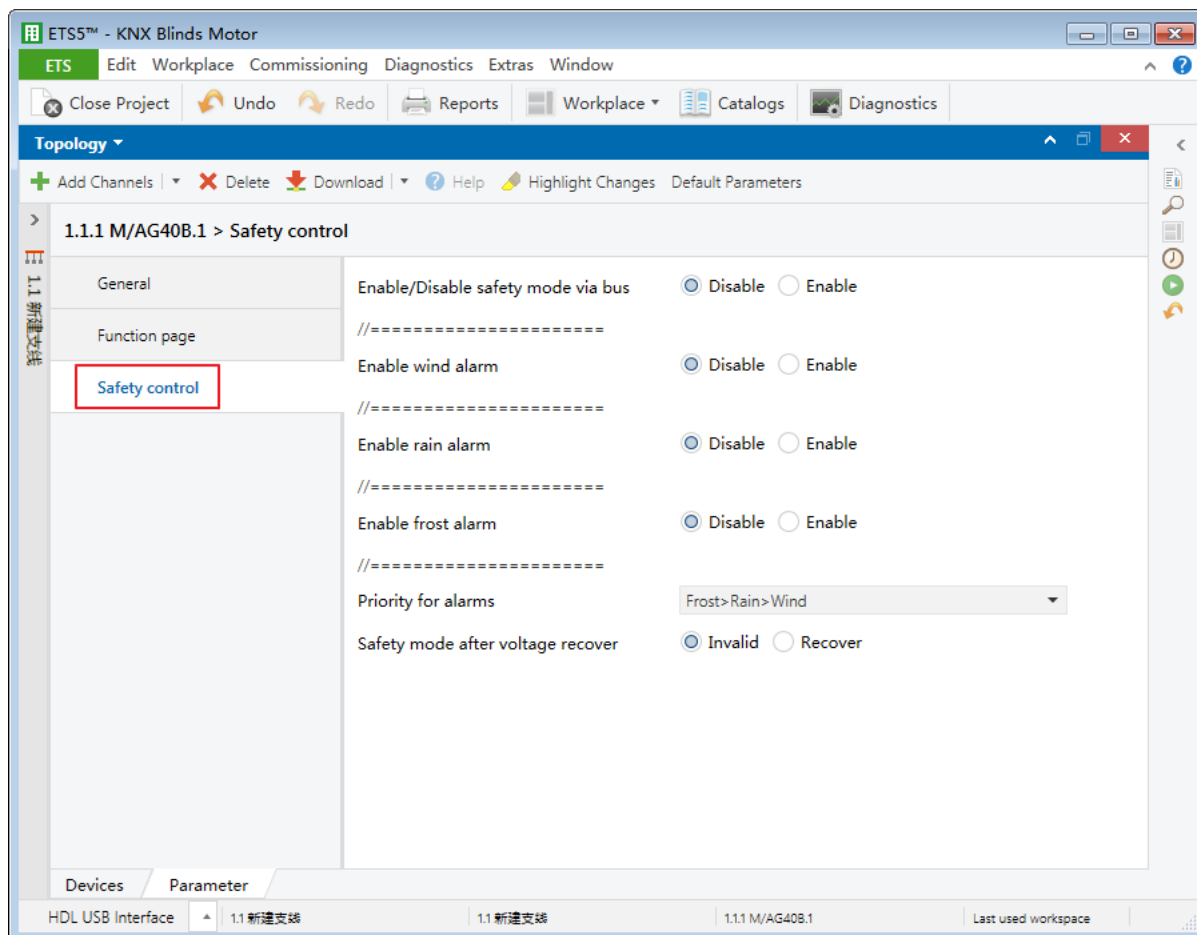 ETS5™ - KNX Blinds Motor
ETS Edit Workplace Commissioning Diagnostics Extras Window
Close Project Undo Redo Reports Workplace Catalogs Diagnostics
Topology
Add Channels Delete Download Help Highlight Changes Default Parameters
1.1.1 M/AG40B.1 > Safety control
1.1 新建支线
General
Function page
Safety control
Enable/Disable safety mode via bus Disable Enable
//======================
Enable wind alarm Disable Enable
//======================
Enable rain alarm Disable Enable
//======================
Enable frost alarm Disable Enable
//======================
Priority for alarms Frost>Rain>Wind
Safety mode after voltage recover Invalid Recover
Devices Parameter
HDL USB Interface 1.1 新建支线 1.1 新建支线 1.1.1 M/AG40B.1 Last used workspace